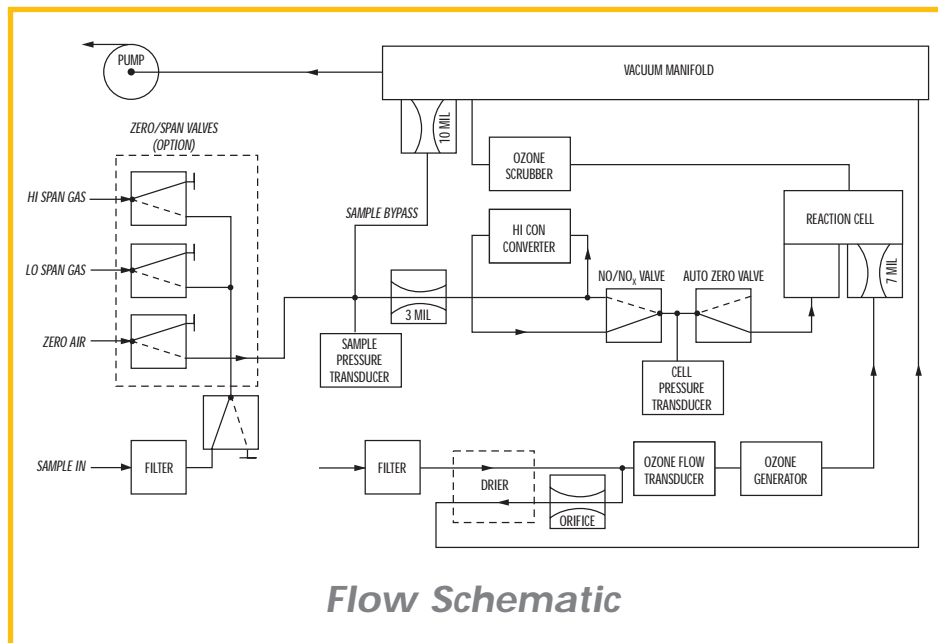 PUMP
VACUUM MANIFOLD
ZERO/SPAN VALVES
(OPTION)
10 MIL
OZONE
SCRUBBER
HI SPAN GAS
SAMPLE BYPASS
REACTION CELL
HI CON
CONVERTER
LO SPAN GAS
NO/NOx VALVE
AUTO ZERO VALVE
7 MIL
3 MIL
ZERO AIR
SAMPLE
PRESSURE
TRANSDUCER
CELL
PRESSURE
TRANSDUCER
SAMPLE IN
FILTER
FILTER
DRIER
OZONE FLOW
TRANSDUCER
OZONE
GENERATOR
ORIFICE
Flow Schematic